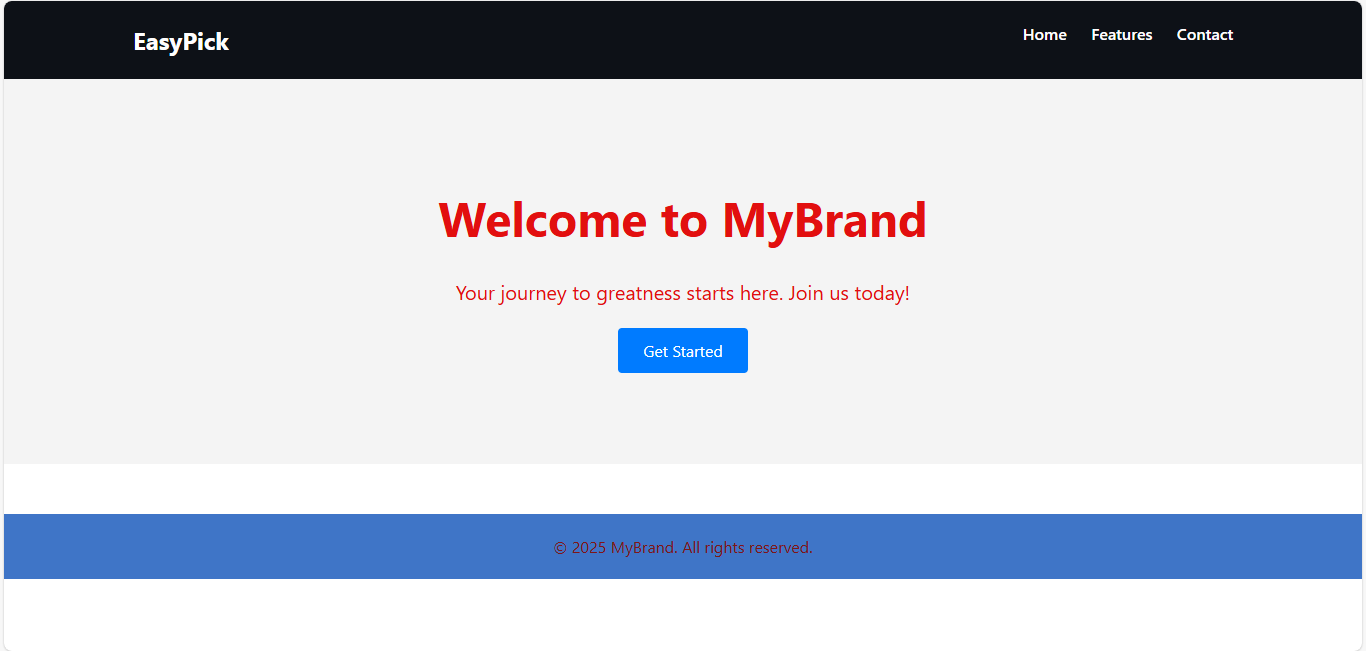 EasyPick
Home Features Contact
Welcome to MyBrand
Your journey to greatness starts here. Join us today!
Get Started
© 2025 MyBrand. All rights reserved.